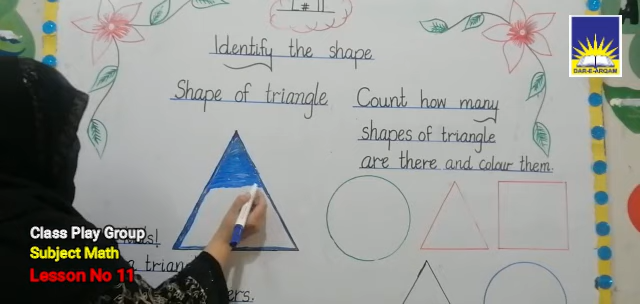 L # 11
Identify the shape
Shape of triangle
Count how many
shapes of triangle
are there and colour them.
DAR-E-ARQAM
Class Play Group
Subject Math
Lesson No 11